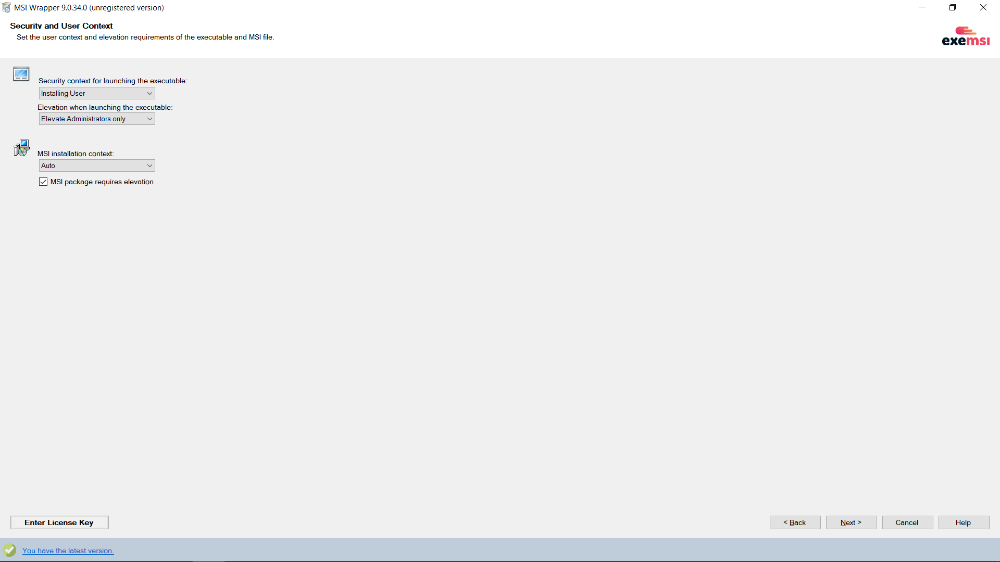 MSI Wrapper 9.0.34.0 (unregistered version)
Security and User Context
Set the user context and elevation requirements of the executable and MSI file.
exemsi
Security context for launching the executable:
Installing User
Elevation when launching the executable:
Elevate Administrators only
MSI installation context:
Auto
MSI package requires elevation
Enter License Key
< Back
Next >
Cancel
Help
You have the latest version.